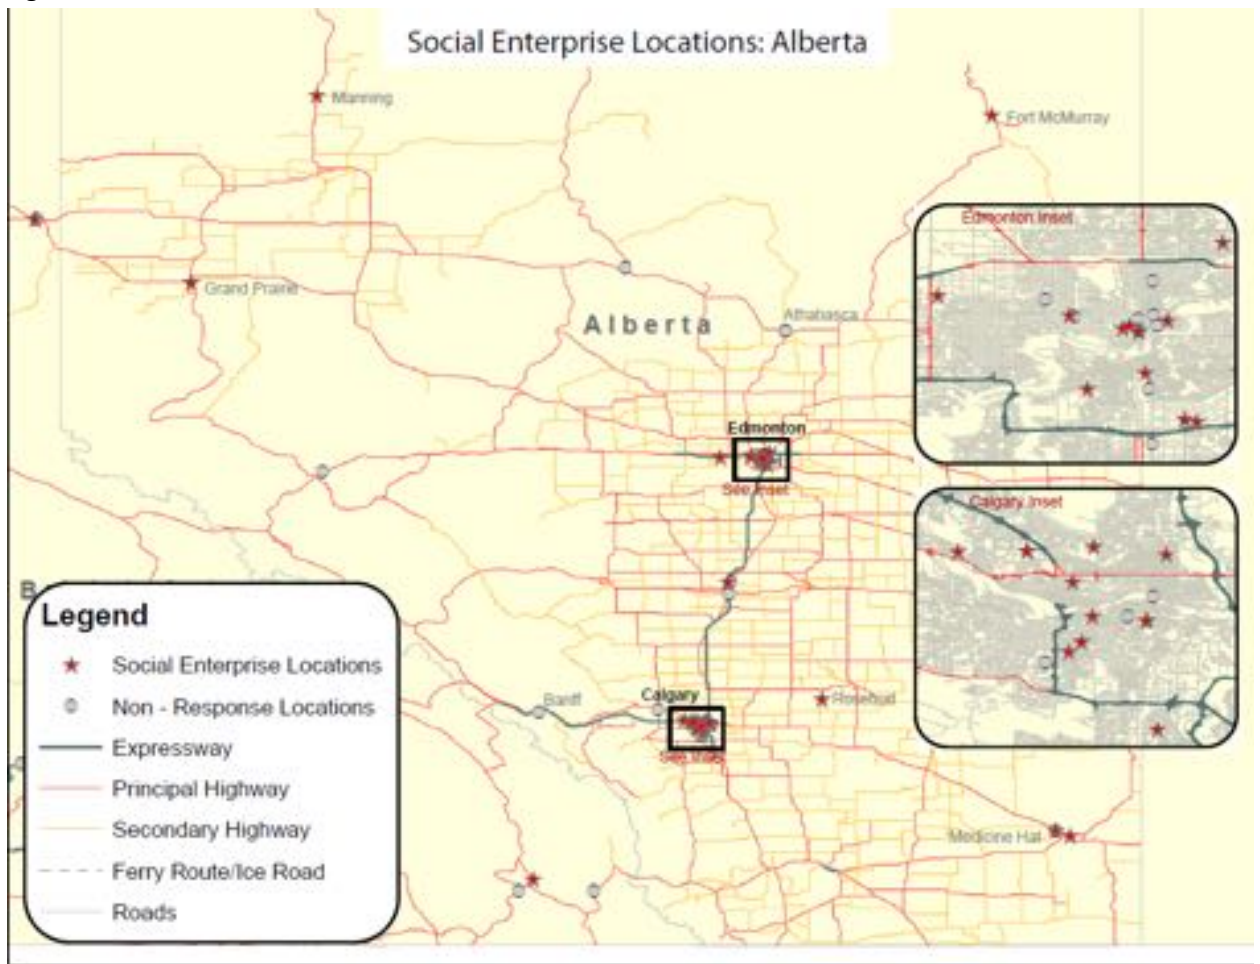 Social Enterprise Locations: Alberta
Manning
Fort McMurray
Edmonton Inset
Grand Prairie
Alberta
Athabasca
Edmonton
See Inset
Calgary Inset
B
Legend
Social Enterprise Locations
Non - Response Locations
Expressway
Principal Highway
Secondary Highway
Ferry Route/Ice Road
Roads
Banff
Calgary
Rosebud
See Inset
Medicine Hat